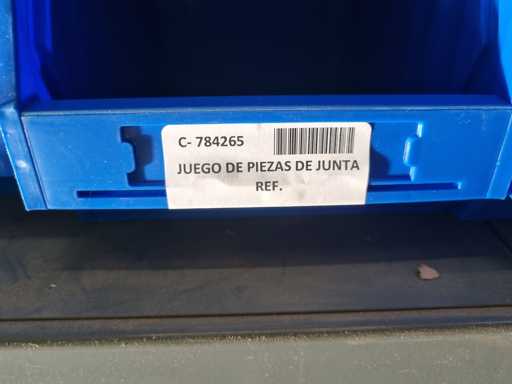 C- 784265
JUEGO DE PIEZAS DE JUNTA
REF.